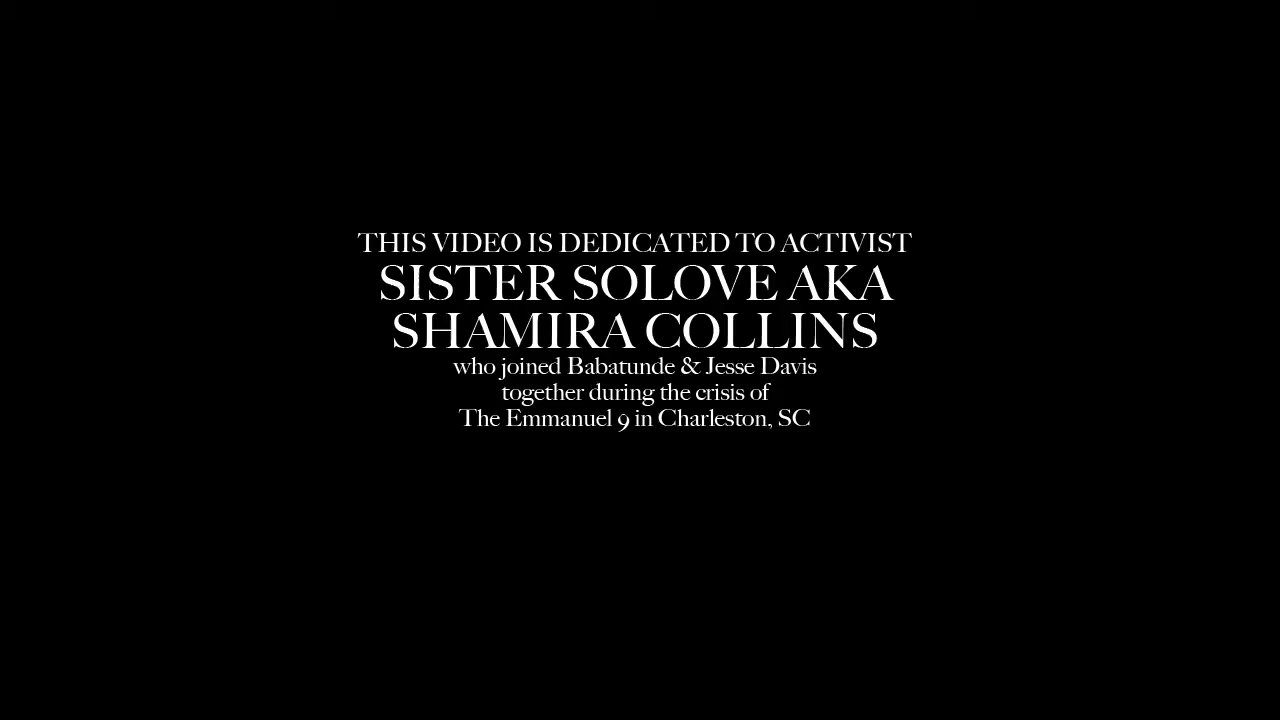 THIS VIDEO IS DEDICATED TO ACTIVIST
SISTER SOLOVE AKA
SHAMIRA COLLINS
who joined Babatunde & Jesse Davis
together during the crisis of
The Emmanuel 9 in Charleston, SC